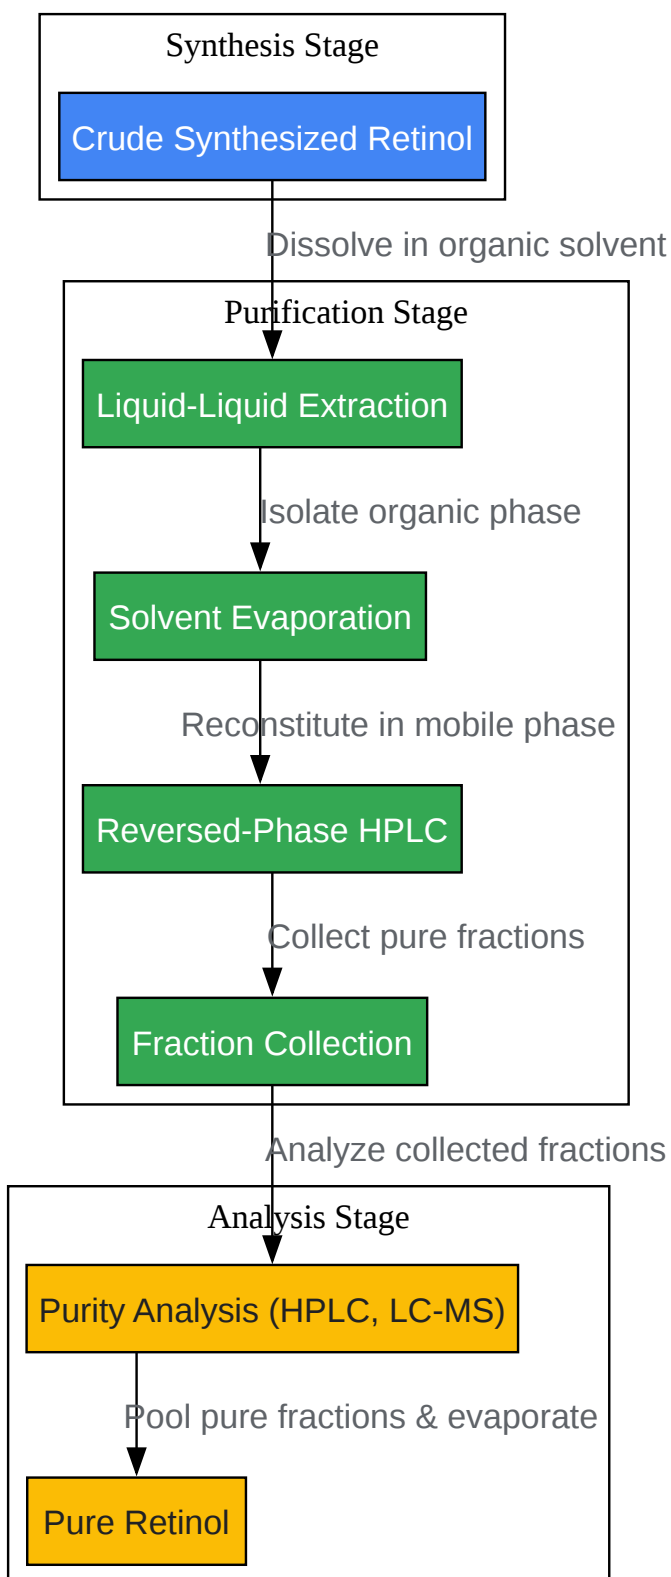 Synthesis Stage
Crude Synthesized Retinol
Dissolve in organic solvent
Purification Stage
Liquid-Liquid Extraction
Isolate organic phase
Solvent Evaporation
Reconstitute in mobile phase
Reversed-Phase HPLC
Collect pure fractions
Fraction Collection
Analyze collected fractions
Analysis Stage
Purity Analysis (HPLC, LC-MS)
Pool pure fractions & evaporate
Pure Retinol